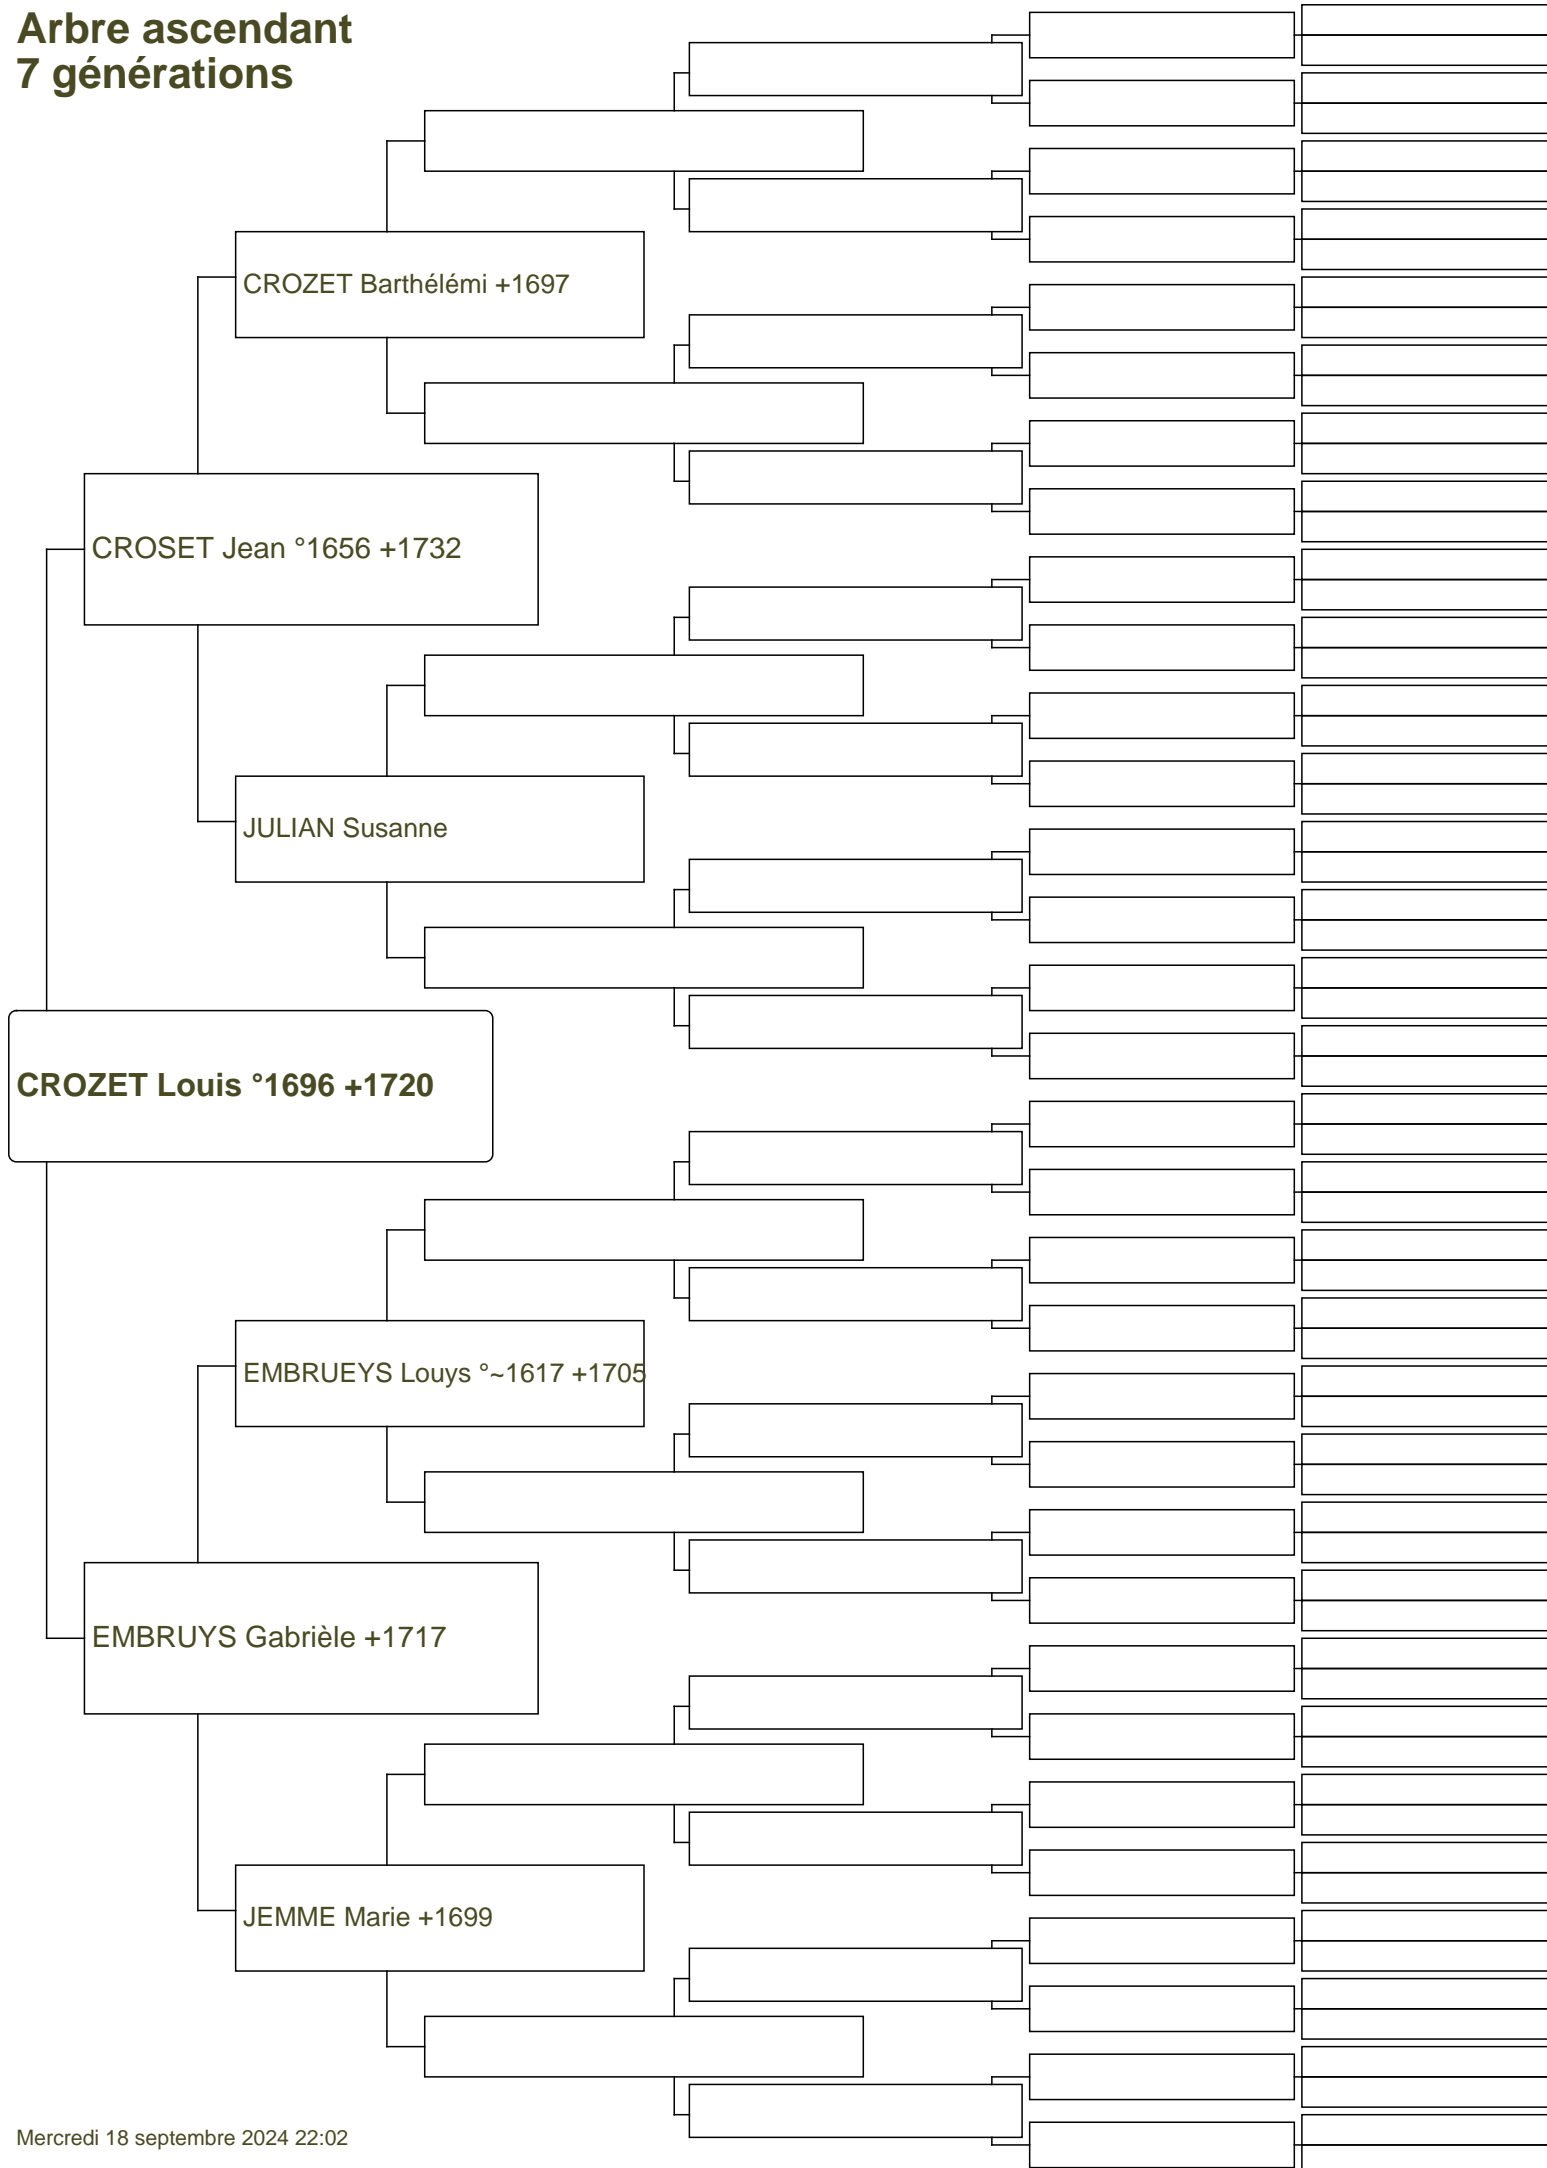 Arbre ascendant
7 générations
CROZET Barthélémi +1697
CROSET Jean °1656 +1732
JULIAN Susanne
CROZET Louis °1696 +1720
EMBRUEYS Louys °~1617 +1705
EMBRUYS Gabrièle +1717
JEMME Marie +1699
Mercredi 18 septembre 2024 22:02